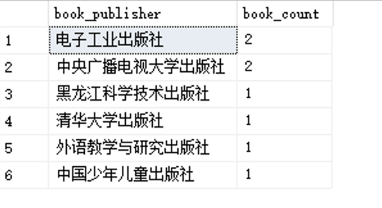 book_publisher book_count
1 电子工业出版社 2
2 中央广播电视大学出版社 2
3 黑龙江科学技术出版社 1
4 清华大学出版社 1
5 外语教学与研究出版社 1
6 中国少年儿童出版社 1